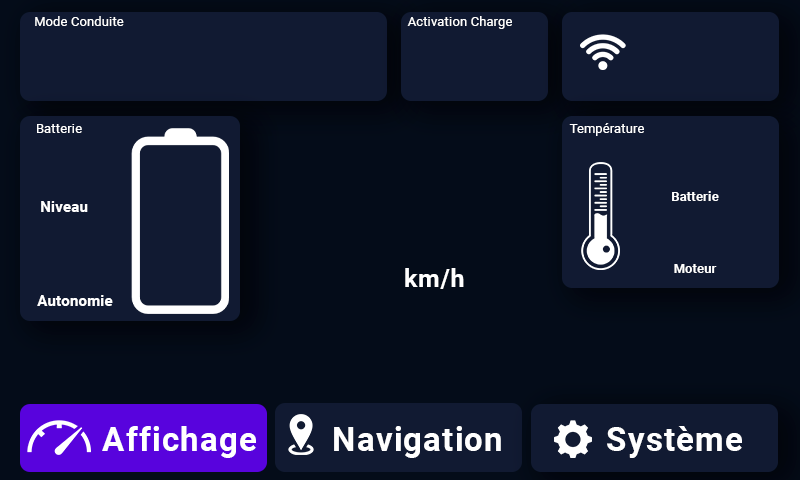 Mode Conduite
Activation Charge
Batterie
Température
Niveau
Batterie
Autonomie
km/h
Moteur
Affichage
Navigation
Système